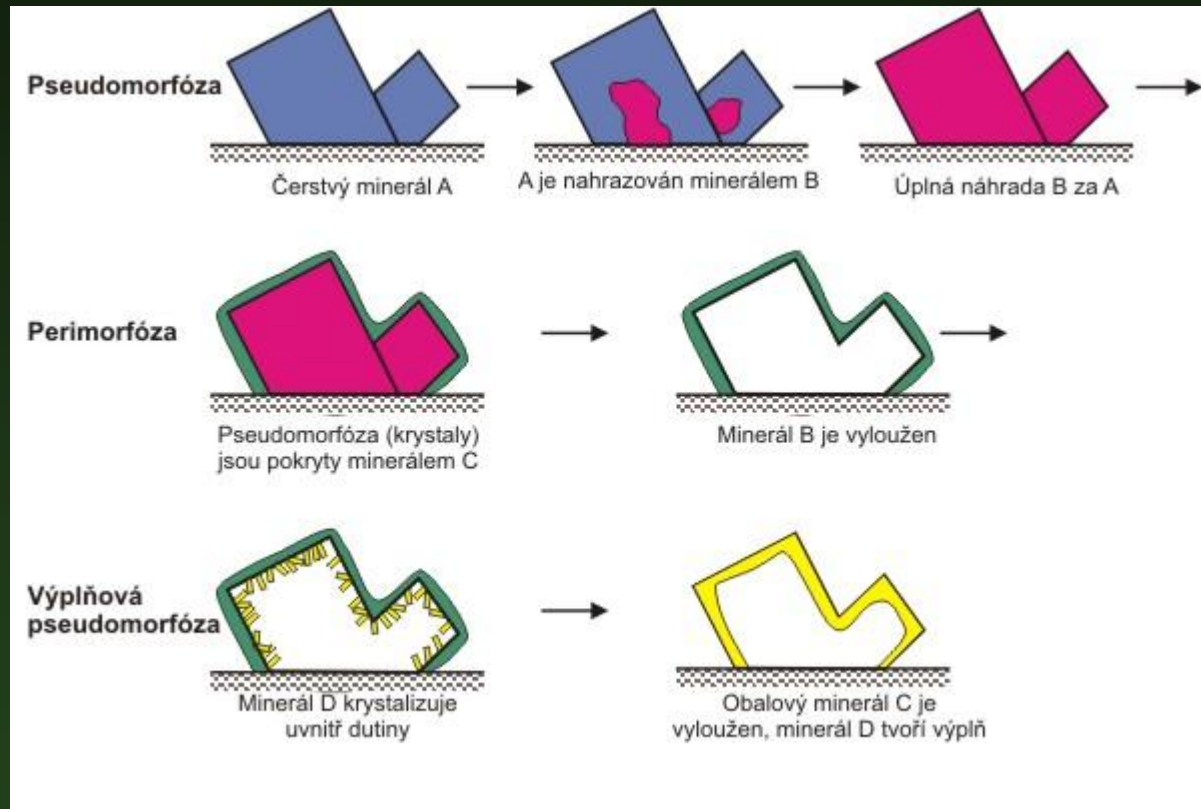 Pseudomorfóza
Čerstvý minerál A
A je nahrazován minerálem B
Úplná náhrada B za A
Perimorfóza
Pseudomorfóza (krystaly)
jsou pokryty minerálem C
Minerál B je vyloužen
Výplňová
pseudomorfóza
Minerál D krystalizuje
uvnitř dutiny
Obalový minerál C je
vyloužen, minerál D tvoří výplň